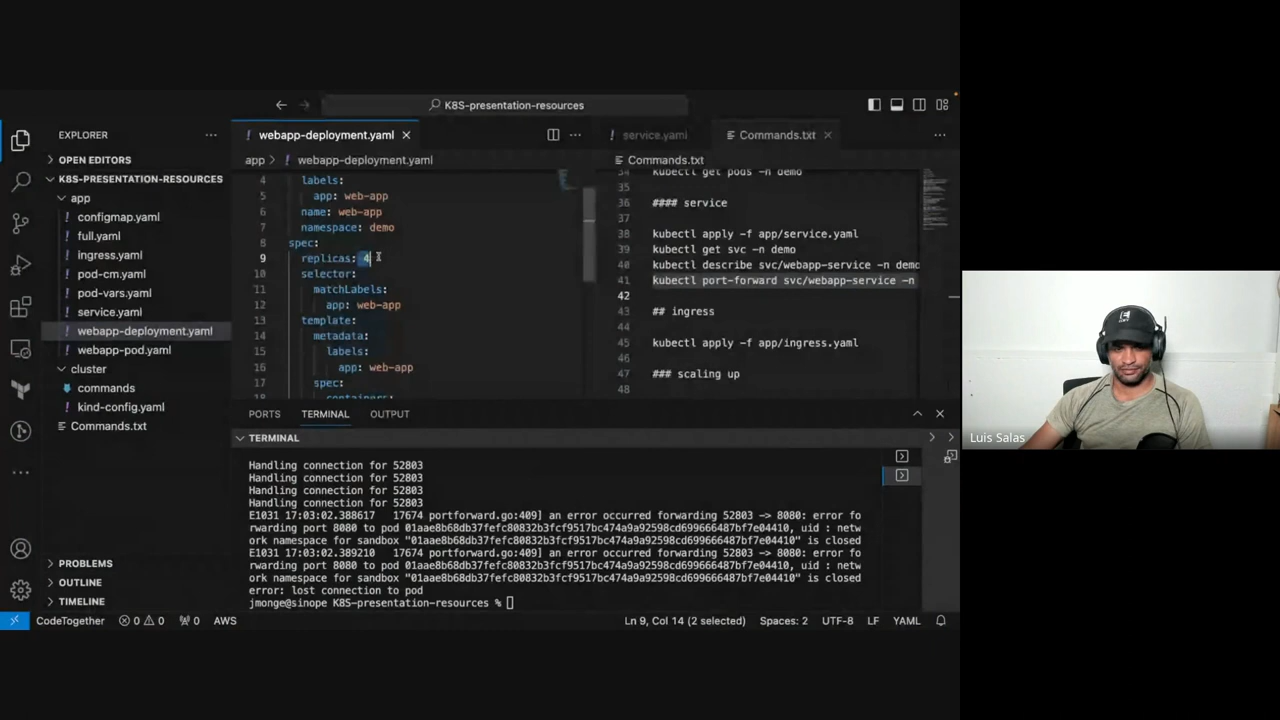 K8S-presentation-resources
EXPLORER
OPEN EDITORS
K8S-PRESENTATION-RESOURCES
app
configmap.yaml
full.yaml
ingress.yaml
pod-cm.yaml
pod-vars.yaml
service.yaml
webapp-deployment.yaml
webapp-pod.yaml
cluster
commands
kind-config.yaml
Commands.txt
PROBLEMS
OUTLINE
TIMELINE
webapp-deployment.yaml
app > webapp-deployment.yaml
4 labels:
5 app: web-app
6 name: web-app
7 namespace: demo
8 spec:
9 replicas: 4
10 selector:
11 matchLabels:
12 app: web-app
13 template:
14 metadata:
15 labels:
16 app: web-app
17 spec:
containers:
service.yaml
Commands.txt
Commands.txt
34 kubectl get pods -n demo
35
36 #### service
37
38 kubectl apply -f app/service.yaml
39 kubectl get svc -n demo
40 kubectl describe svc/webapp-service -n demo
41 kubectl port-forward svc/webapp-service -n
42
43 ## ingress
44
45 kubectl apply -f app/ingress.yaml
46
47 ### scaling up
48
PORTS
TERMINAL
OUTPUT
TERMINAL
Handling connection for 52803
Handling connection for 52803
Handling connection for 52803
Handling connection for 52803
E1031 17:03:02.388617 17674 portforward.go:409] an error occurred forwarding 52803 -> 8080: error fo
rwarding port 8080 to pod 01aae8b68db37fefc80832b3fcf9517bc474a9a92598cd699666487bf7e04410, uid : netw
ork namespace for sandbox "01aae8b68db37fefc80832b3fcf9517bc474a9a92598cd699666487bf7e04410" is closed
E1031 17:03:02.389210 17674 portforward.go:409] an error occurred forwarding 52803 -> 8080: error fo
rwarding port 8080 to pod 01aae8b68db37fefc80832b3fcf9517bc474a9a92598cd699666487bf7e04410, uid : netw
ork namespace for sandbox "01aae8b68db37fefc80832b3fcf9517bc474a9a92598cd699666487bf7e04410" is closed
error: lost connection to pod
jmonge@sinope K8S-presentation-resources %
CodeTogether
0 0
0
AWS
Ln 9, Col 14 (2 selected)
Spaces: 2
UTF-8
LF
YAML
Luis Salas